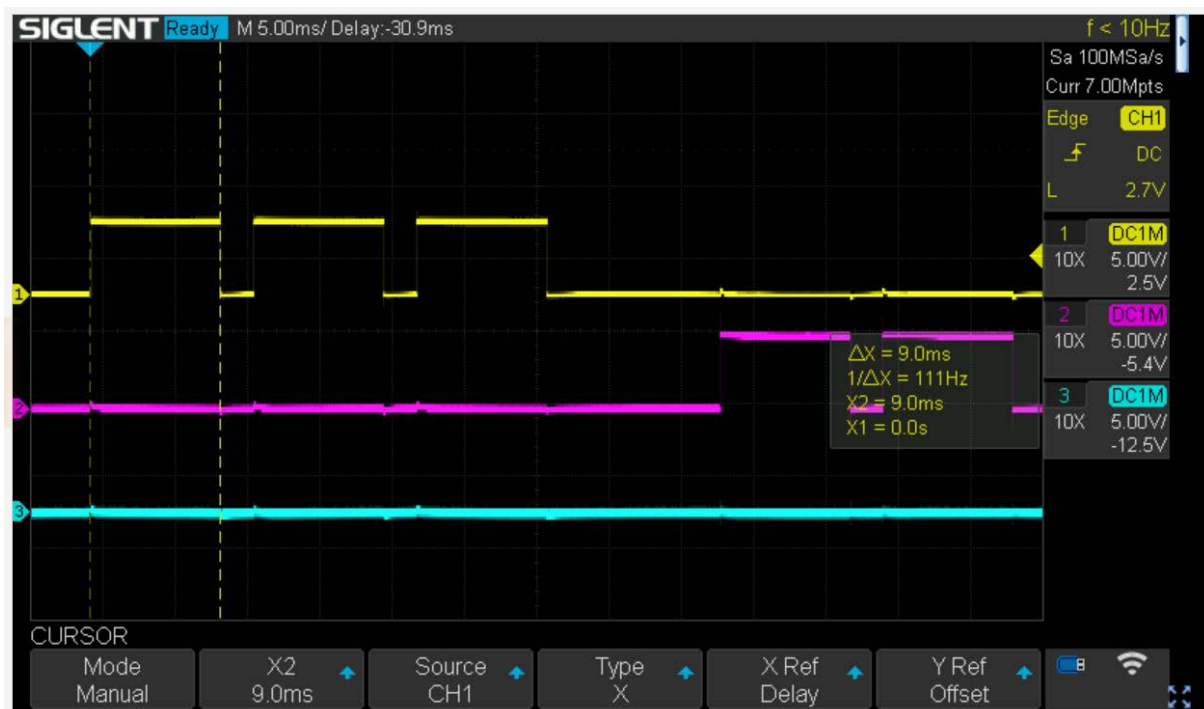 SIGLENT Ready M 5.00ms/ Delay:-30.9ms f < 10Hz
Sa 100MSa/s
Curr 7.00Mpts
Edge CH1
DC
L 2.7V
1 DC1M
10X 5.00V/
2.5V
2 DC1M
10X 5.00V/
-5.4V
3 DC1M
10X 5.00V/
-12.5V
1
2
3
ΔX = 9.0ms
1/ΔX = 111Hz
X2 = 9.0ms
X1 = 0.0s
CURSOR
Mode X2 Source Type X Ref Y Ref
Manual 9.0ms CH1 X Delay Offset